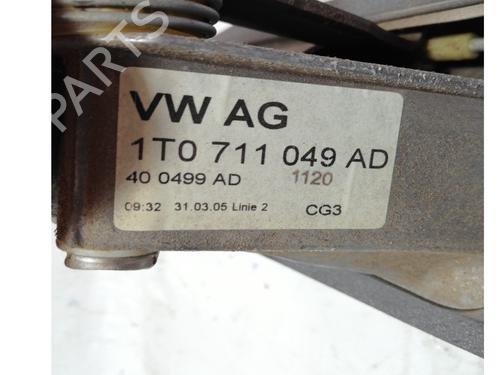 VW AG
1T0 711 049 AD
40 0499 AD 1120
09:32 31.03.05 Linie 2 CG3
PARTS